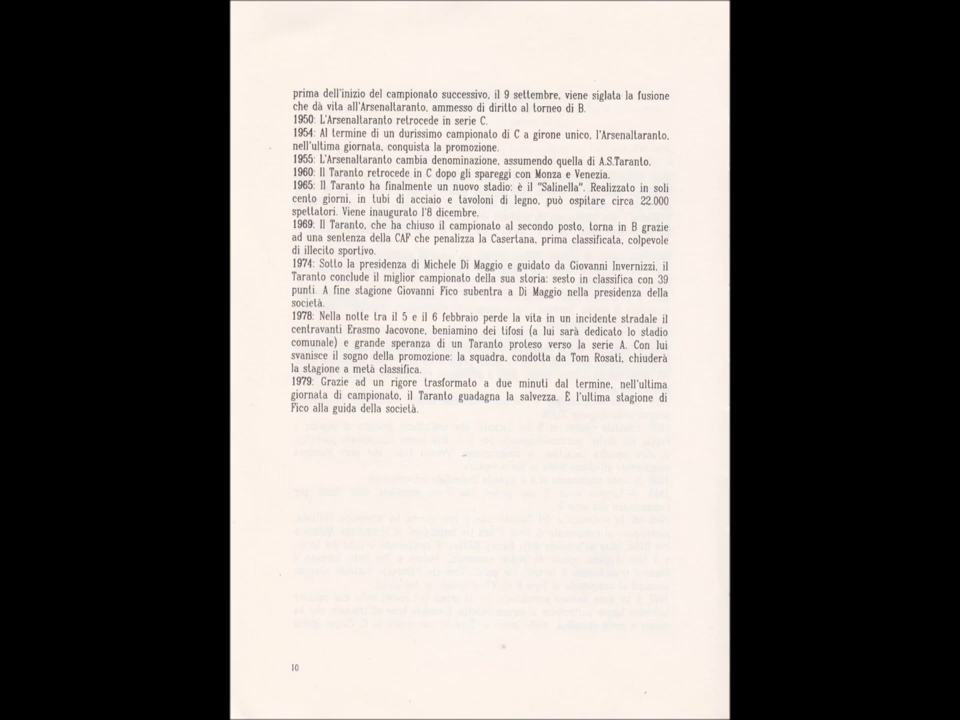 prima dell'inizio del campionato successivo, il 9 settembre, viene siglata la fusione
che dà vita all'Arsenaltaranto, ammesso di diritto al torneo di B.
1950: L'Arsenaltaranto retrocede in serie C.
1954: Al termine di un durissimo campionato di C a girone unico, l'Arsenaltaranto,
nell'ultima giornata, conquista la promozione.
1955: L'Arsenaltaranto cambia denominazione, assumendo quella di A.S.Taranto.
1960: Il Taranto retrocede in C dopo gli spareggi con Monza e Venezia.
1965: Il Taranto ha finalmente un nuovo stadio: è il "Salinella". Realizzato in soli
cento giorni, in tubi di acciaio e tavoloni di legno, può ospitare circa 22.000
spettatori. Viene inaugurato l'8 dicembre.
1969: Il Taranto, che ha chiuso il campionato al secondo posto, torna in B grazie
ad una sentenza della CAF che penalizza la Casertana, prima classificata, colpevole
di illecito sportivo.
1974: Sotto la presidenza di Michele Di Maggio e guidato da Giovanni Invernizzi, il
Taranto conclude il miglior campionato della sua storia: sesto in classifica con 39
punti. A fine stagione Giovanni Fico subentra a Di Maggio nella presidenza della
società.
1978: Nella notte tra il 5 e il 6 febbraio perde la vita in un incidente stradale il
centravanti Erasmo Jacovone, beniamino dei tifosi (a lui sarà dedicato lo stadio
comunale) e grande speranza di un Taranto proteso verso la serie A. Con lui
svanisce il sogno della promozione: la squadra, condotta da Tom Rosati, chiuderà
la stagione a metà classifica.
1979: Grazie ad un rigore trasformato a due minuti dal termine, nell'ultima
giornata di campionato, il Taranto guadagna la salvezza. È l'ultima stagione di
Fico alla guida della società.
10